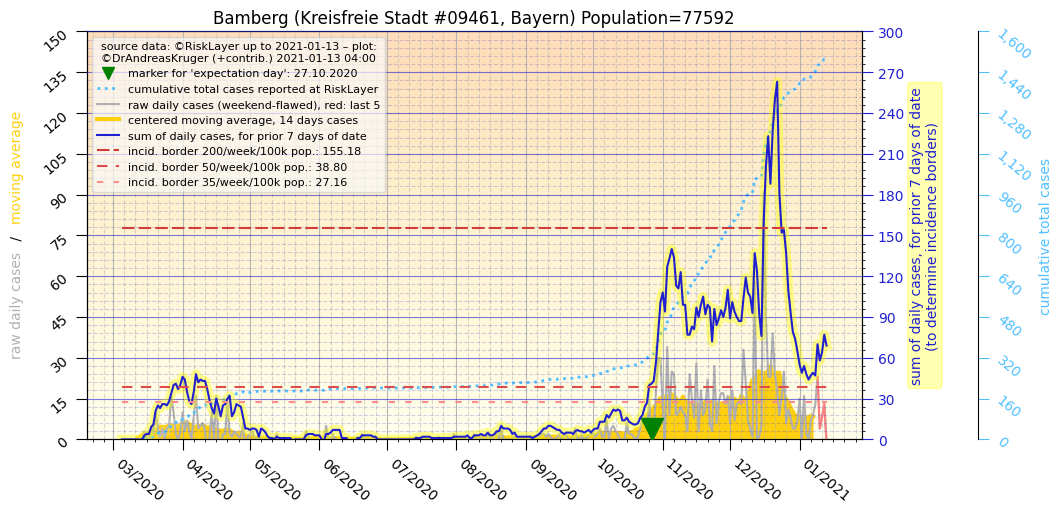 Bamberg (Kreisfreie Stadt #09461, Bayern) Population=77592
source data: ©RiskLayer up to 2021-01-13 – plot:
©DrAndreasKruger (+contrib.) 2021-01-13 04:00
marker for 'expectation day': 27.10.2020
cumulative total cases reported at RiskLayer
raw daily cases (weekend-flawed), red: last 5
centered moving average, 14 days cases
sum of daily cases, for prior 7 days of date
incid. border 200/week/100k pop.: 155.18
incid. border 50/week/100k pop.: 38.80
incid. border 35/week/100k pop.: 27.16
raw daily cases / moving average
150
135
120
105
90
75
60
45
30
15
0
03/2020
04/2020
05/2020
06/2020
07/2020
08/2020
09/2020
10/2020
11/2020
12/2020
01/2021
300
270
240
210
180
150
120
90
60
30
0
sum of daily cases, for prior 7 days of date
(to determine incidence borders)
1,600
1,440
1,280
1,120
960
800
640
480
320
160
0
cumulative total cases